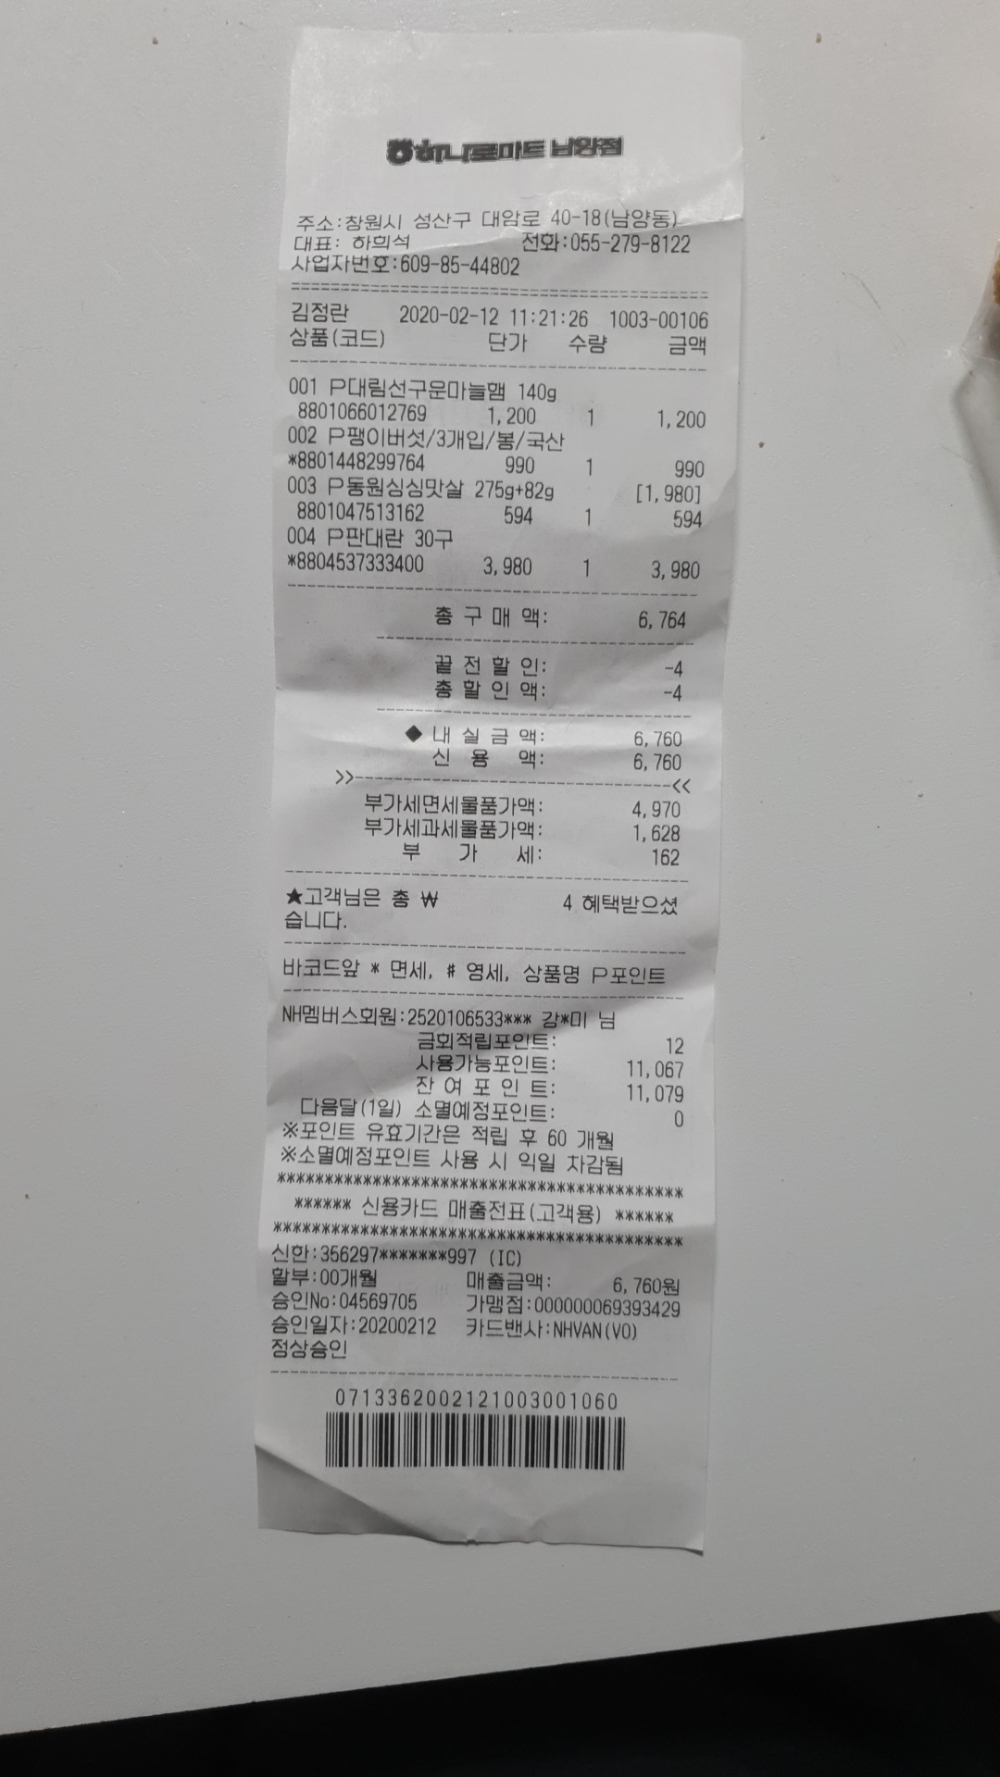 하나로마트 남양점
주소:창원시 성산구 대암로 40-18(남양동)
대표: 하희석 전화:055-279-8122
사업자번호:609-85-44802
김정란 2020-02-12 11:21:26 1003-00106
상품(코드) 단가 수량 금액
001 P대림선구운마늘햄 140g
8801066012769 1,200 1 1,200
002 P팽이버섯/3개입/봉/국산
*8801448299764 990 1 990
003 P동원싱싱맛살 275g+82g [1,980]
8801047513162 594 1 594
004 P판대란 30구
*8804537333400 3,980 1 3,980
총 구 매 액: 6,764
끝 전 할 인: -4
총 할 인 액: -4
◆ 내 실 금 액: 6,760
신 용 액: 6,760
>>--------------------------<<
부가세면세물품가액: 4,970
부가세과세물품가액: 1,628
부 가 세: 162
★고객님은 총 ₩ 4 혜택받으셨
습니다.
바코드앞 * 면세, # 영세, 상품명 P포인트
NH멤버스회원:2520106533*** 강*미 님
금회적립포인트: 12
사용가능포인트: 11,067
잔 여 포 인 트: 11,079
다음달(1일) 소멸예정포인트: 0
※포인트 유효기간은 적립 후 60 개월
※소멸예정포인트 사용 시 익일 차감됨
******************************************
****** 신용카드 매출전표(고객용) ******
******************************************
신한:356297*******997 (IC)
할부:00개월 매출금액: 6,760원
승인No:04569705 가맹점:000000069393429
승인일자:20200212 카드밴사:NHVAN(V0)
정상승인
07133620021210030010​60